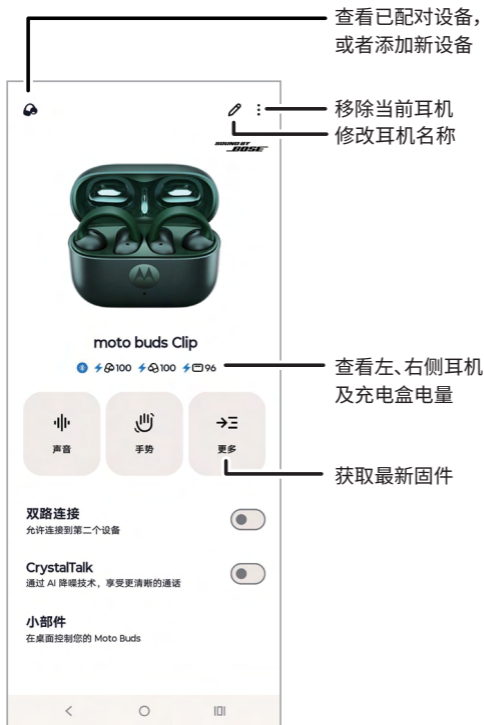 查看已配对设备，
或者添加新设备
移除当前耳机
修改耳机名称
SOUND BY
BOSE
moto buds Clip
100 100 96
查看左、右侧耳机
及充电盒电量
声音 手势 更多
获取最新固件
双路连接
允许连接到第二个设备
CrystalTalk
通过 AI 降噪技术，享受更清晰的通话
小部件
在桌面控制您的 Moto Buds